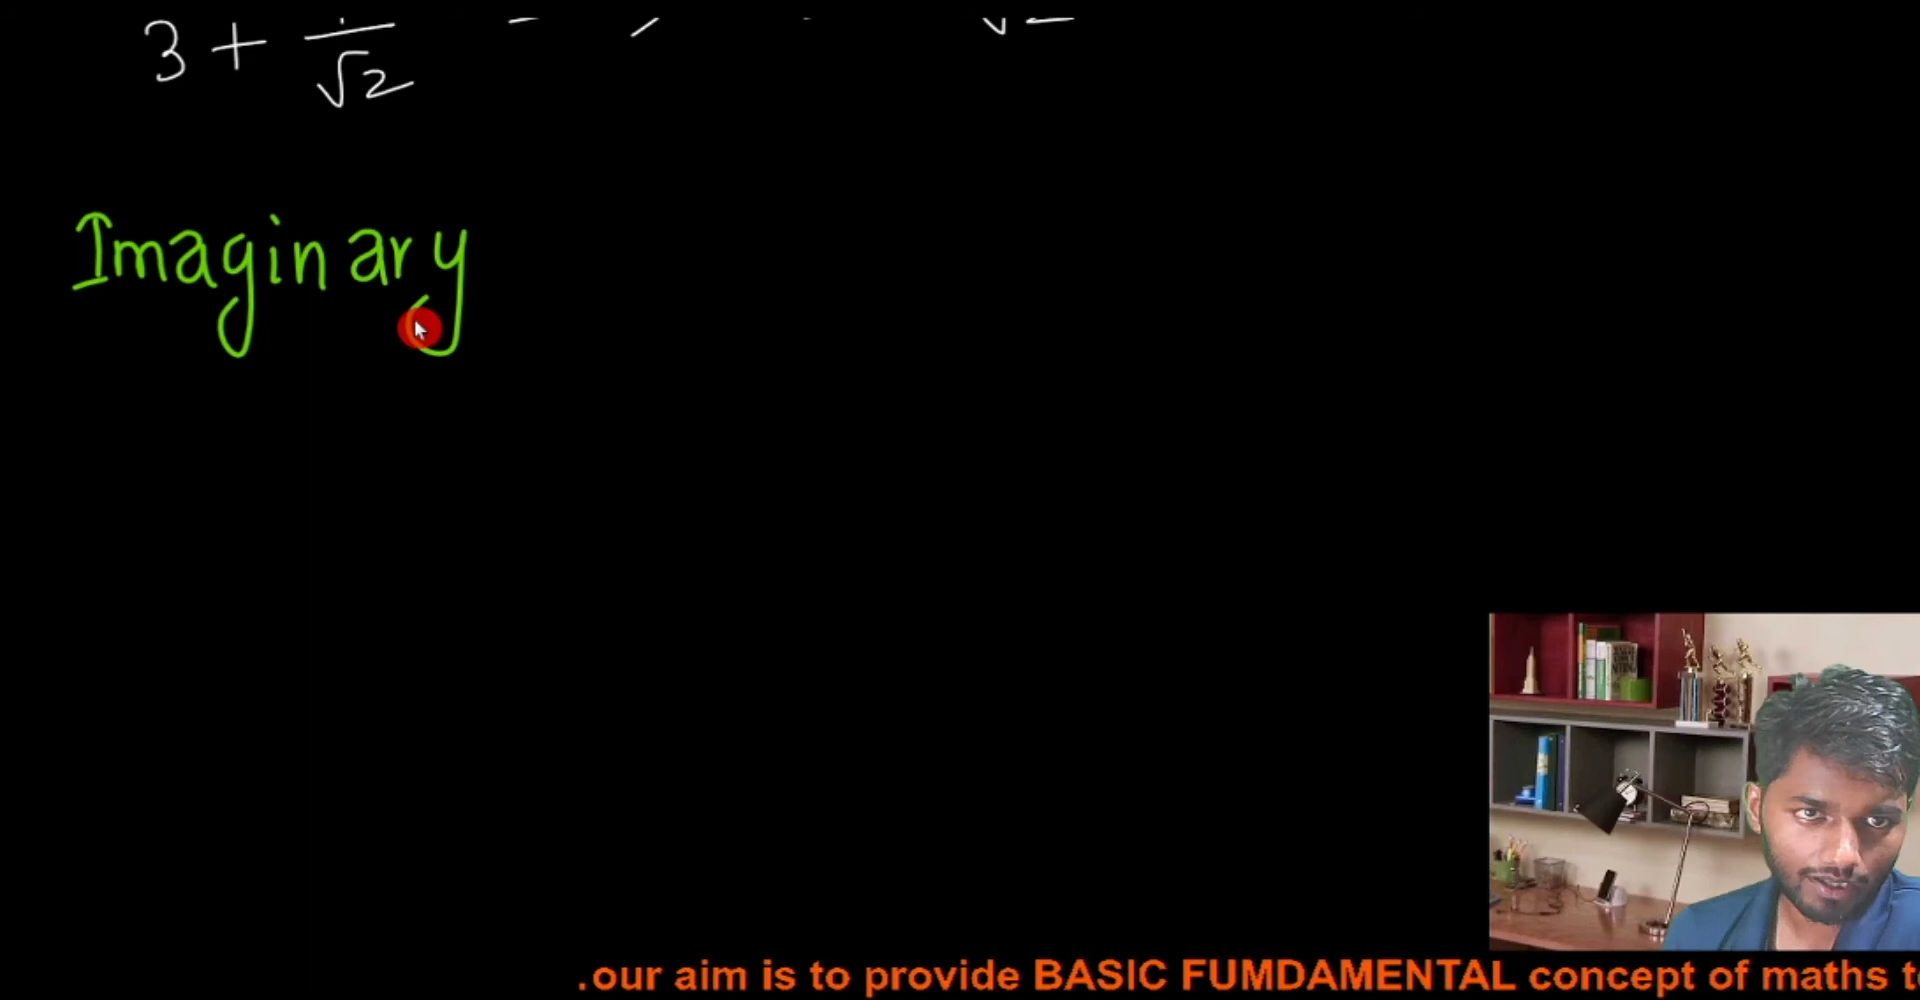 3 + 1/√2
Imaginary
.our aim is to provide BASIC FUMDAMENTAL concept of maths t